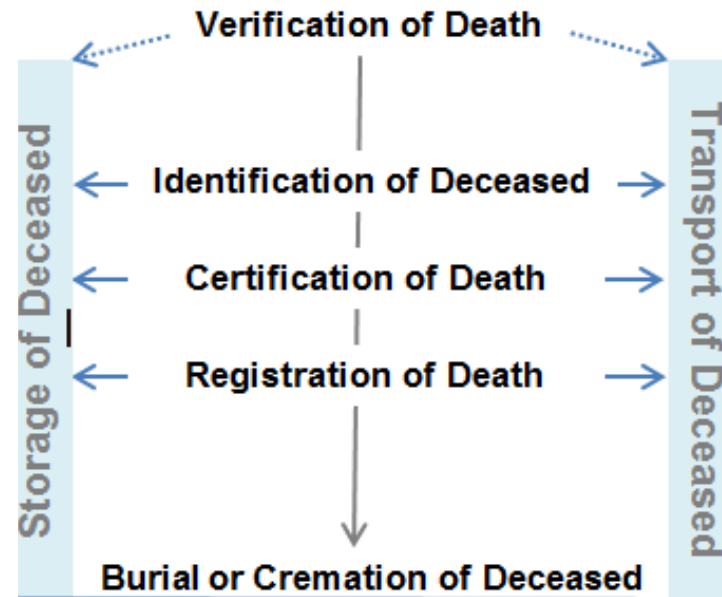 Verification of Death
Identification of Deceased
Certification of Death
Registration of Death
Burial or Cremation of Deceased
Storage of Deceased
Transport of Deceased